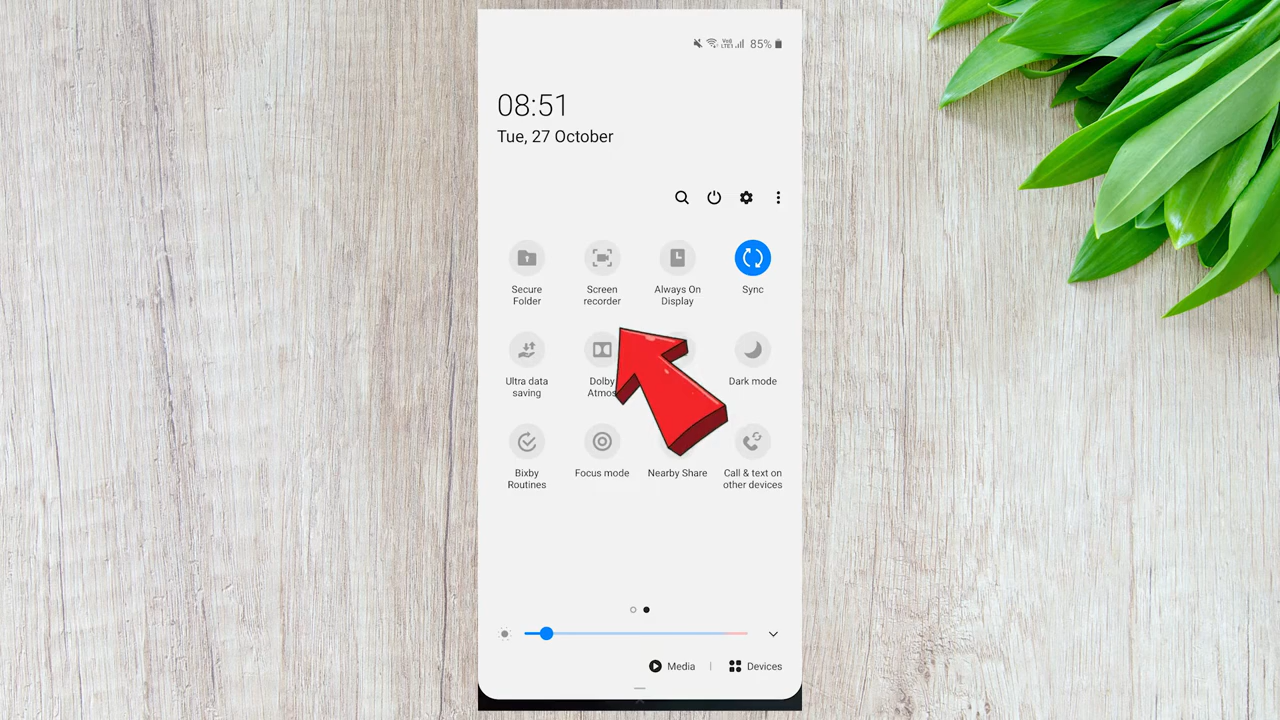 85%
08:51
Tue, 27 October
Secure
Folder
Screen
recorder
Always On
Display
Sync
Ultra data
saving
Dolby
Atmos
Dark mode
Bixby
Routines
Focus mode
Nearby Share
Call & text on
other devices
Media
Devices